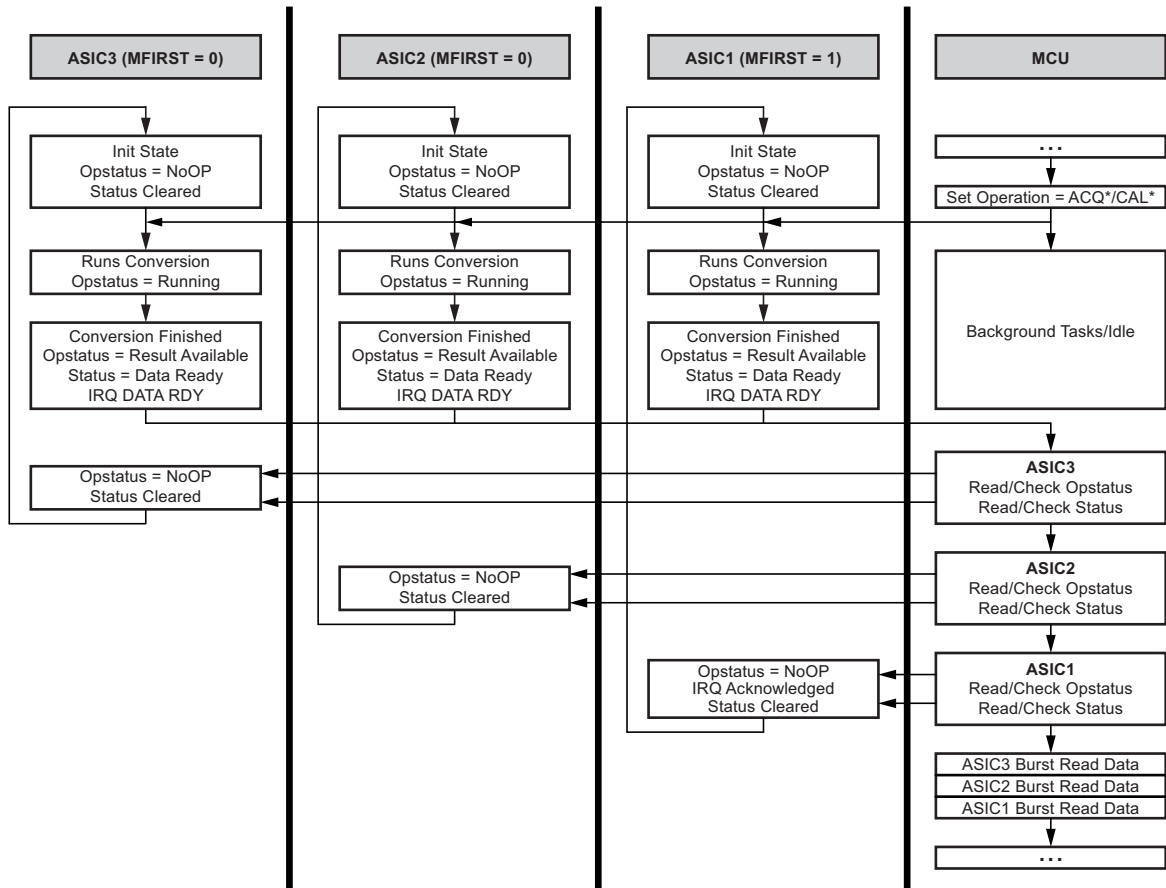 ASIC3 (MFIRST = 0)
ASIC2 (MFIRST = 0)
ASIC1 (MFIRST = 1)
MCU
Init State
Opstatus = NoOP
Status Cleared
Init State
Opstatus = NoOP
Status Cleared
Init State
Opstatus = NoOP
Status Cleared
...
Set Operation = ACQ*/CAL*
Runs Conversion
Opstatus = Running
Runs Conversion
Opstatus = Running
Runs Conversion
Opstatus = Running
Background Tasks/Idle
Conversion Finished
Opstatus = Result Available
Status = Data Ready
IRQ DATA RDY
Conversion Finished
Opstatus = Result Available
Status = Data Ready
IRQ DATA RDY
Conversion Finished
Opstatus = Result Available
Status = Data Ready
IRQ DATA RDY
Opstatus = NoOP
Status Cleared
ASIC3
Read/Check Opstatus
Read/Check Status
Opstatus = NoOP
Status Cleared
ASIC2
Read/Check Opstatus
Read/Check Status
Opstatus = NoOP
IRQ Acknowledged
Status Cleared
ASIC1
Read/Check Opstatus
Read/Check Status
ASIC3 Burst Read Data
ASIC2 Burst Read Data
ASIC1 Burst Read Data
...